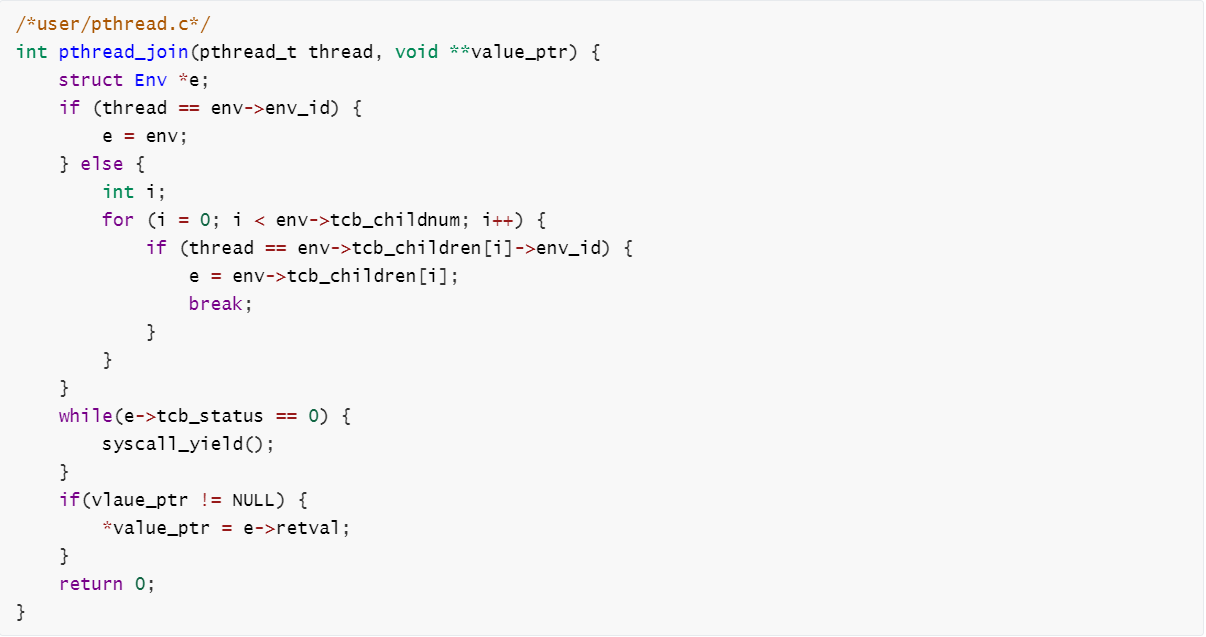 /*user/pthread.c*/
int pthread_join(pthread_t thread, void **value_ptr) {
    struct Env *e;
    if (thread == env->env_id) {
        e = env;
    } else {
        int i;
        for (i = 0; i < env->tcb_childnum; i++) {
            if (thread == env->tcb_children[i]->env_id) {
                e = env->tcb_children[i];
                break;
            }
        }
    }
    while(e->tcb_status == 0) {
        syscall_yield();
    }
    if(vlaue_ptr != NULL) {
        *value_ptr = e->retval;
    }
    return 0;
}